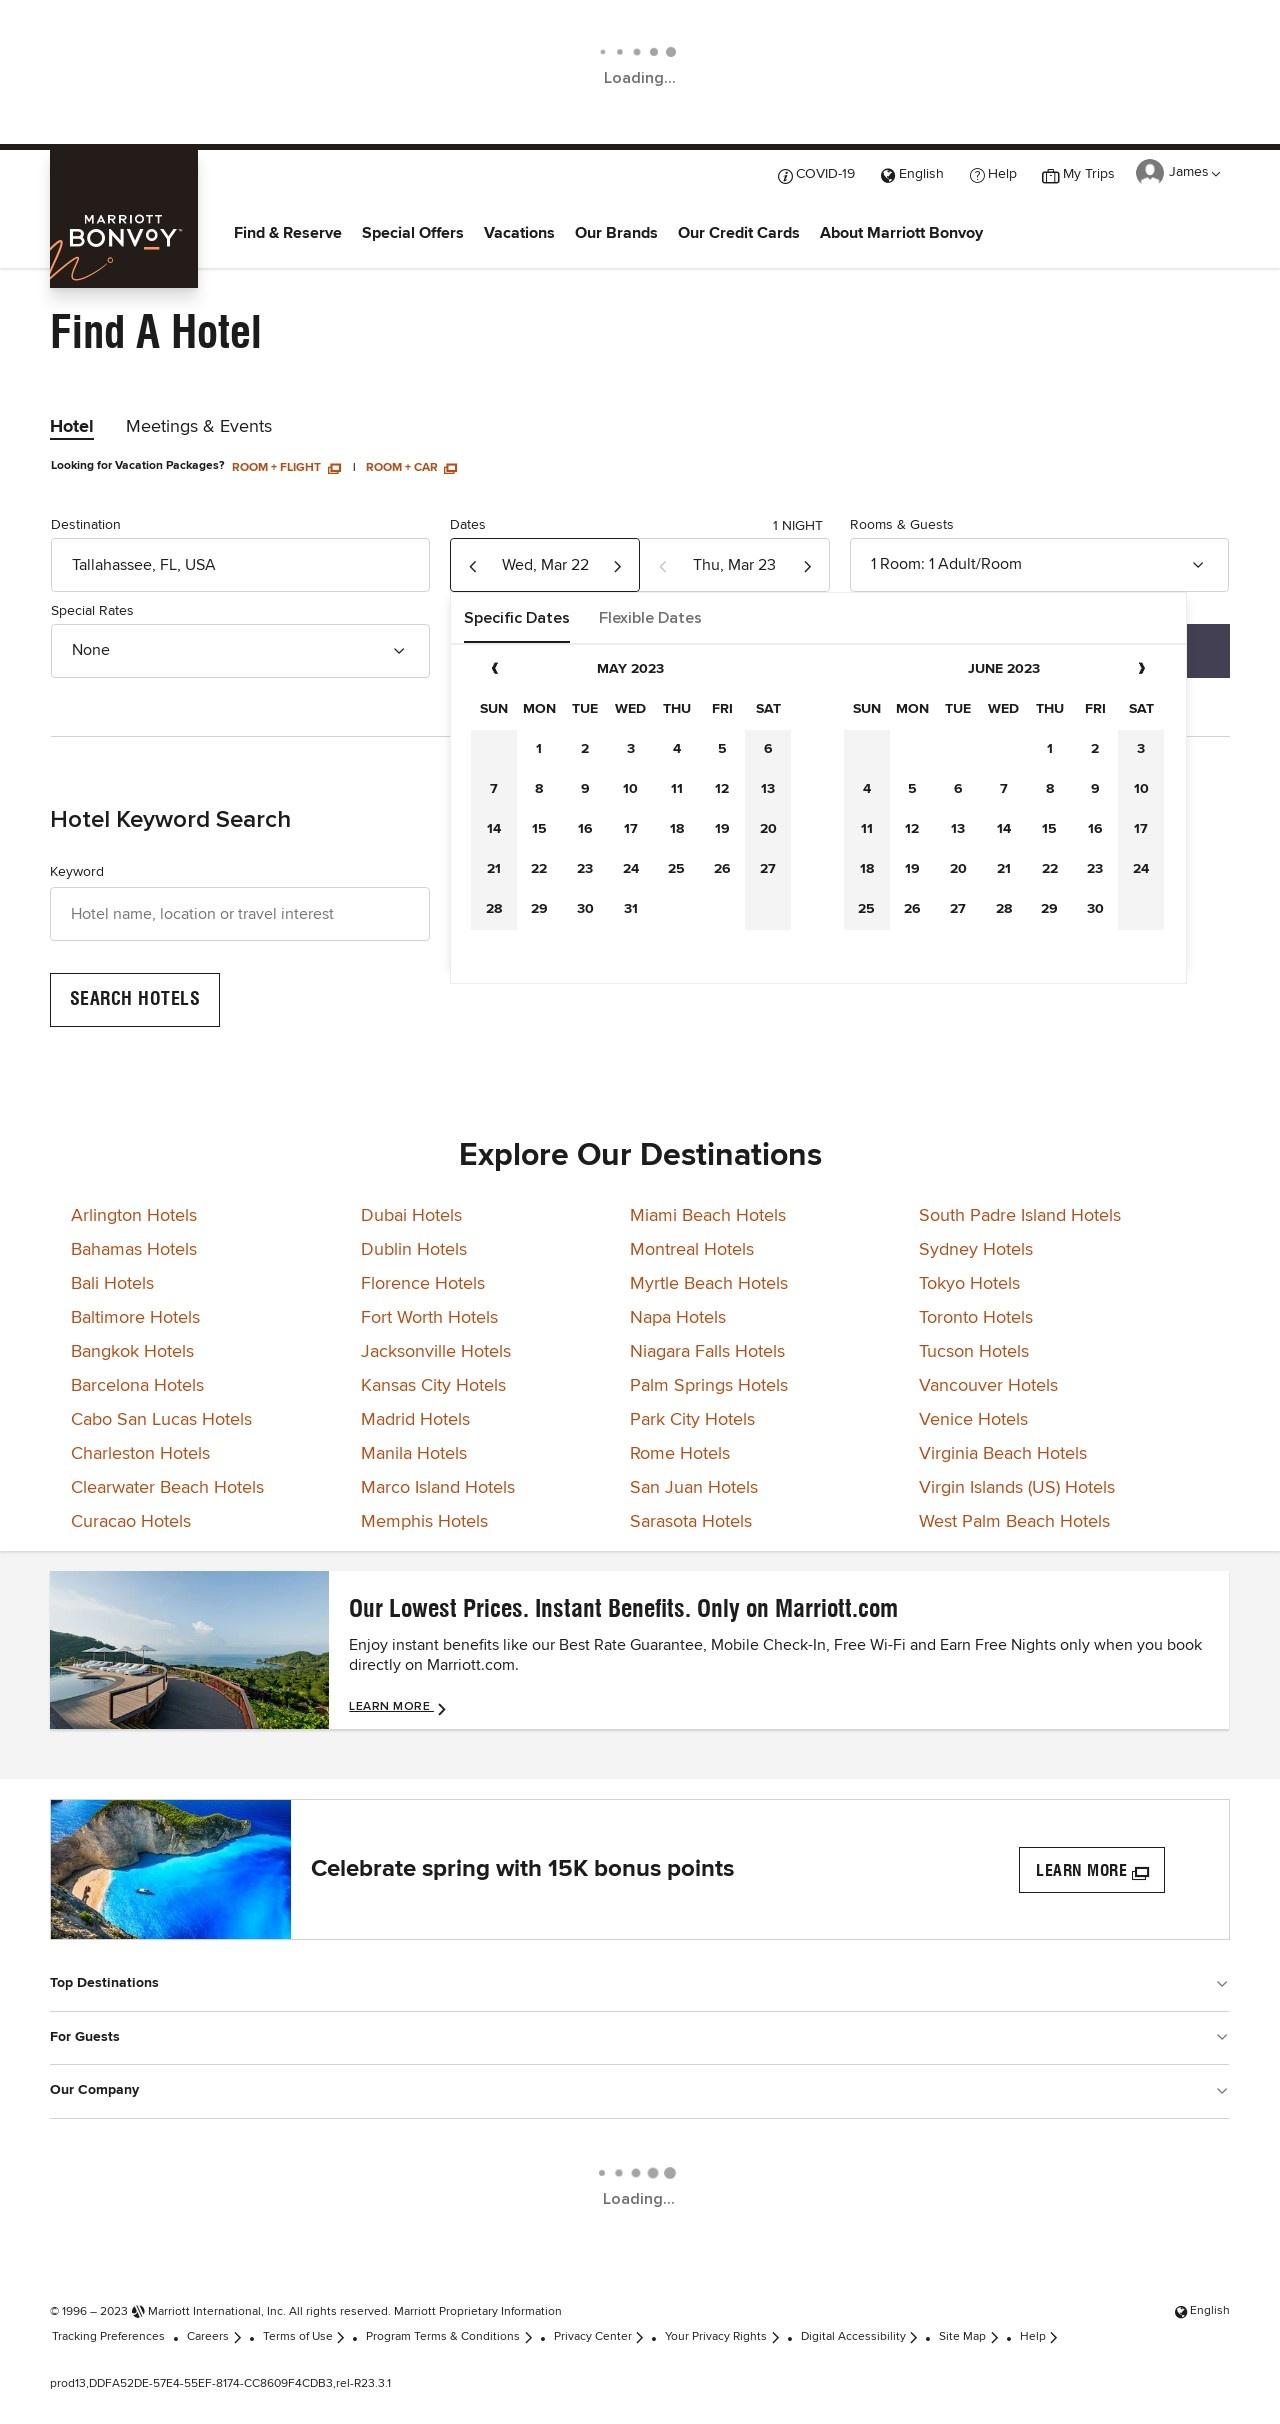 Loading...
COVID-19 English Help My Trips James
MARRIOTT
BONVOY
Find & Reserve Special Offers Vacations Our Brands Our Credit Cards About Marriott Bonvoy
Find A Hotel
Hotel Meetings & Events
Looking for Vacation Packages? ROOM + FLIGHT | ROOM + CAR
Destination Dates 1 NIGHT Rooms & Guests
Tallahassee, FL, USA Wed, Mar 22 Thu, Mar 23 1 Room: 1 Adult/Room
Special Rates
None
Specific Dates Flexible Dates
MAY 2023
SUN MON TUE WED THU FRI SAT
1 2 3 4 5 6
7 8 9 10 11 12 13
14 15 16 17 18 19 20
21 22 23 24 25 26 27
28 29 30 31
JUNE 2023
SUN MON TUE WED THU FRI SAT
1 2 3
4 5 6 7 8 9 10
11 12 13 14 15 16 17
18 19 20 21 22 23 24
25 26 27 28 29 30
Hotel Keyword Search
Keyword
Hotel name, location or travel interest
SEARCH HOTELS
Explore Our Destinations
Arlington Hotels
Bahamas Hotels
Bali Hotels
Baltimore Hotels
Bangkok Hotels
Barcelona Hotels
Cabo San Lucas Hotels
Charleston Hotels
Clearwater Beach Hotels
Curacao Hotels
Dubai Hotels
Dublin Hotels
Florence Hotels
Fort Worth Hotels
Jacksonville Hotels
Kansas City Hotels
Madrid Hotels
Manila Hotels
Marco Island Hotels
Memphis Hotels
Miami Beach Hotels
Montreal Hotels
Myrtle Beach Hotels
Napa Hotels
Niagara Falls Hotels
Palm Springs Hotels
Park City Hotels
Rome Hotels
San Juan Hotels
Sarasota Hotels
South Padre Island Hotels
Sydney Hotels
Tokyo Hotels
Toronto Hotels
Tucson Hotels
Vancouver Hotels
Venice Hotels
Virginia Beach Hotels
Virgin Islands (US) Hotels
West Palm Beach Hotels
Our Lowest Prices. Instant Benefits. Only on Marriott.com
Enjoy instant benefits like our Best Rate Guarantee, Mobile Check-In, Free Wi-Fi and Earn Free Nights only when you book
directly on Marriott.com.
LEARN MORE
Celebrate spring with 15K bonus points
LEARN MORE
Top Destinations
For Guests
Our Company
Loading...
© 1996 – 2023 Marriott International, Inc. All rights reserved. Marriott Proprietary Information English
Tracking Preferences • Careers • Terms of Use • Program Terms & Conditions • Privacy Center • Your Privacy Rights • Digital Accessibility • Site Map • Help
prod13,DDFA52DE-57E4-55EF-8174-CC8609F4CDB3,rel-R23.3.1